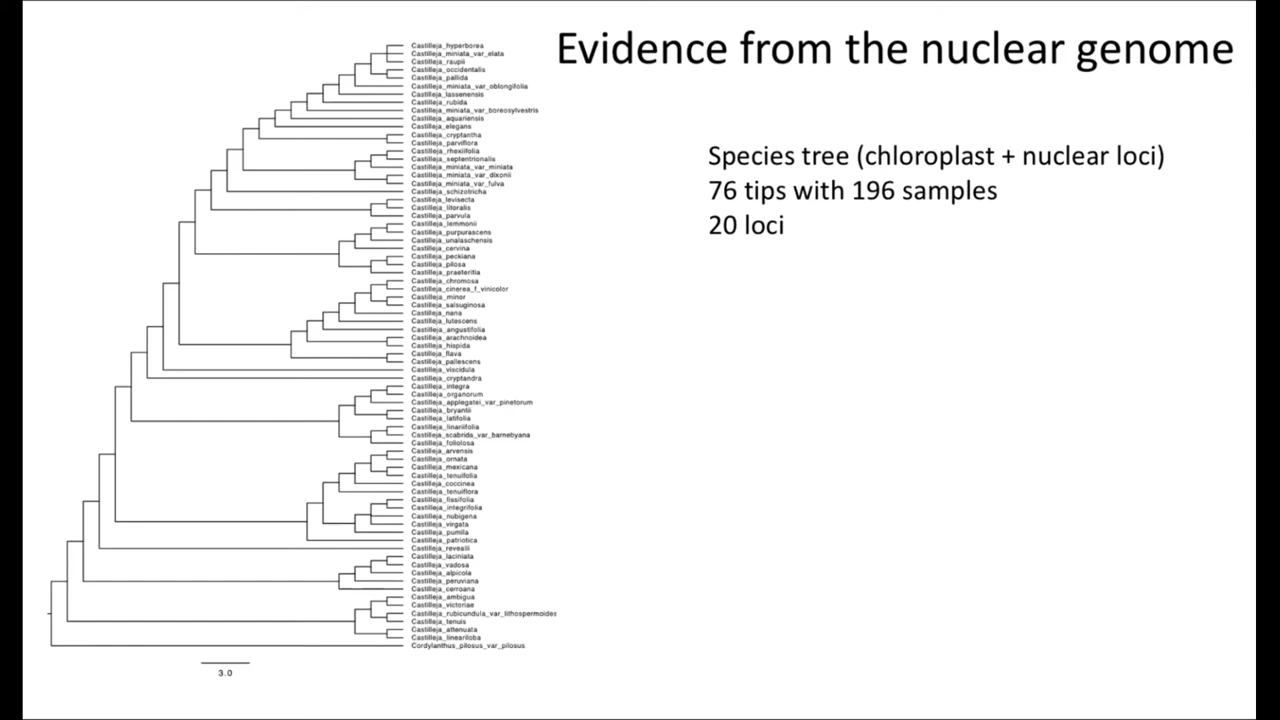 Evidence from the nuclear genome
Species tree (chloroplast + nuclear loci)
76 tips with 196 samples
20 loci
Castilleja_hyperborea
Castilleja_miniata_var_elata
Castilleja_raupii
Castilleja_occidentalis
Castilleja_pallida
Castilleja_miniata_var_oblongifolia
Castilleja_lassenensis
Castilleja_rubida
Castilleja_miniata_var_boreosylvestris
Castilleja_aquariensis
Castilleja_elegans
Castilleja_cryptantha
Castilleja_parviflora
Castilleja_rhexiifolia
Castilleja_septentrionalis
Castilleja_miniata_var_miniata
Castilleja_miniata_var_dixonii
Castilleja_miniata_var_fulva
Castilleja_schizotricha
Castilleja_levisecta
Castilleja_litoralis
Castilleja_parvula
Castilleja_lemmonii
Castilleja_purpurascens
Castilleja_unalaschensis
Castilleja_cervina
Castilleja_peckiana
Castilleja_pilosa
Castilleja_praeteritia
Castilleja_chromosa
Castilleja_cinerea_f_vinicolor
Castilleja_minor
Castilleja_salsuginosa
Castilleja_nana
Castilleja_lutescens
Castilleja_angustifolia
Castilleja_arachnoidea
Castilleja_hispida
Castilleja_flava
Castilleja_pallescens
Castilleja_viscidula
Castilleja_cryptandra
Castilleja_integra
Castilleja_organorum
Castilleja_applegatei_var_pinetorum
Castilleja_bryantii
Castilleja_latifolia
Castilleja_linariifolia
Castilleja_scabrida_var_barnebyana
Castilleja_foliolosa
Castilleja_arvensis
Castilleja_ornata
Castilleja_mexicana
Castilleja_tenuifolia
Castilleja_coccinea
Castilleja_tenuiflora
Castilleja_fissifolia
Castilleja_integrifolia
Castilleja_nubigena
Castilleja_virgata
Castilleja_pumila
Castilleja_patriotica
Castilleja_revealii
Castilleja_laciniata
Castilleja_vadosa
Castilleja_alpicola
Castilleja_peruviana
Castilleja_cerroana
Castilleja_ambigua
Castilleja_victoriae
Castilleja_rubicundula_var_lithospermoides
Castilleja_tenuis
Castilleja_attenuata
Castilleja_lineariloba
Cordylanthus_pilosus_var_pilosus
3.0